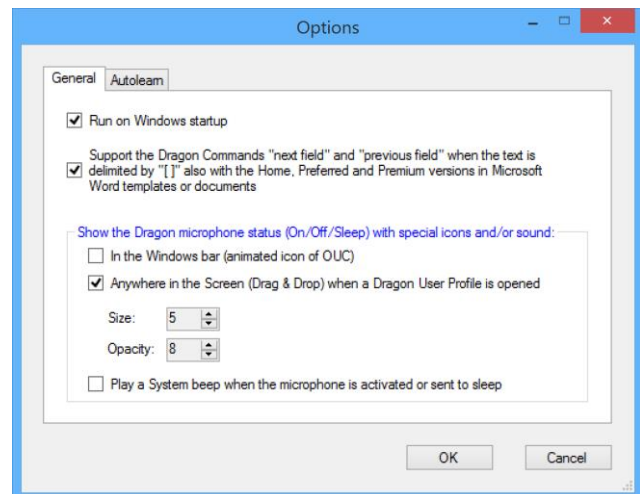 Options
General Autolearn
Run on Windows startup
Support the Dragon Commands "next field" and "previous field" when the text is
delimited by "[ ]" also with the Home, Preferred and Premium versions in Microsoft
Word templates or documents
Show the Dragon microphone status (On/Off/Sleep) with special icons and/or sound:
In the Windows bar (animated icon of OUC)
Anywhere in the Screen (Drag & Drop) when a Dragon User Profile is opened
Size: 5
Opacity: 8
Play a System beep when the microphone is activated or sent to sleep
OK Cancel